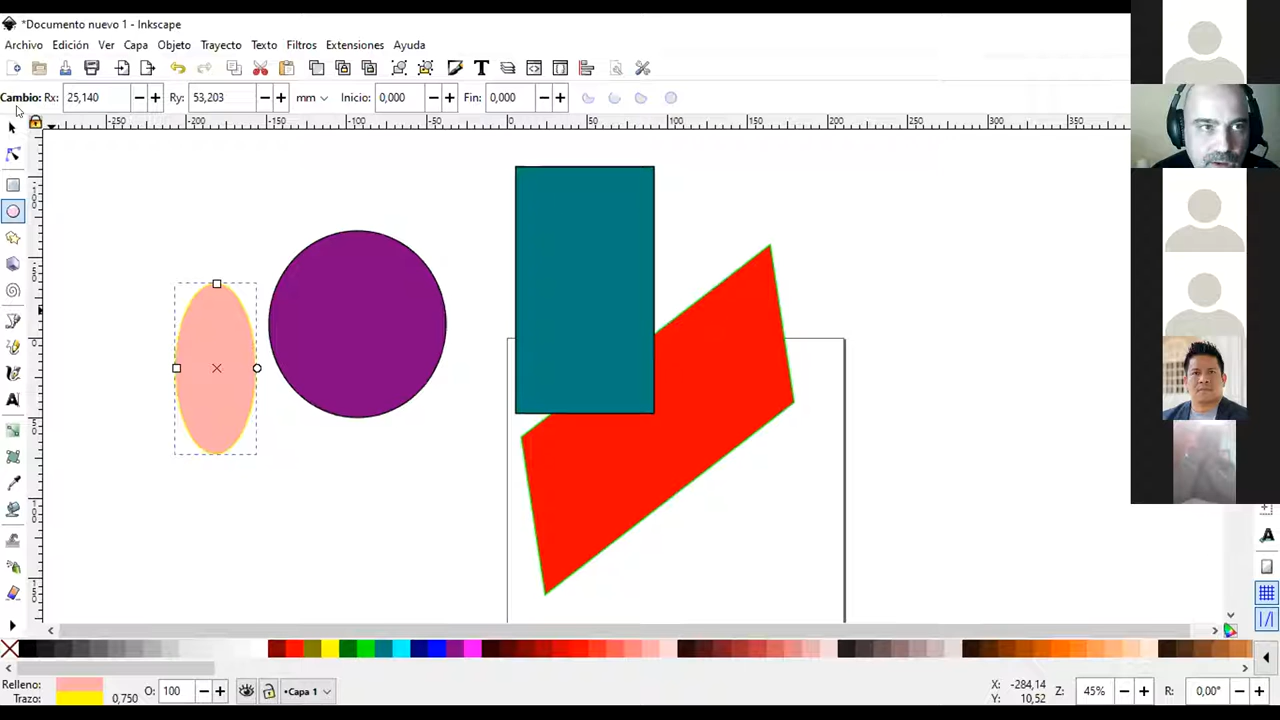 *Documento nuevo 1 - Inkscape
Archivo Edición Ver Capa Objeto Trayecto Texto Filtros Extensiones Ayuda
Cambio: Rx: 25,140 Ry: 53,203 mm Inicio: 0,000 Fin: 0,000
-250 -200 -150 -100 -50 0 50 100 150 200 250 300 350
Relleno:
Trazo: 0,750 O: 100 Capa 1 X: -284,14 Y: 10,52 Z: 45% R: 0,00°